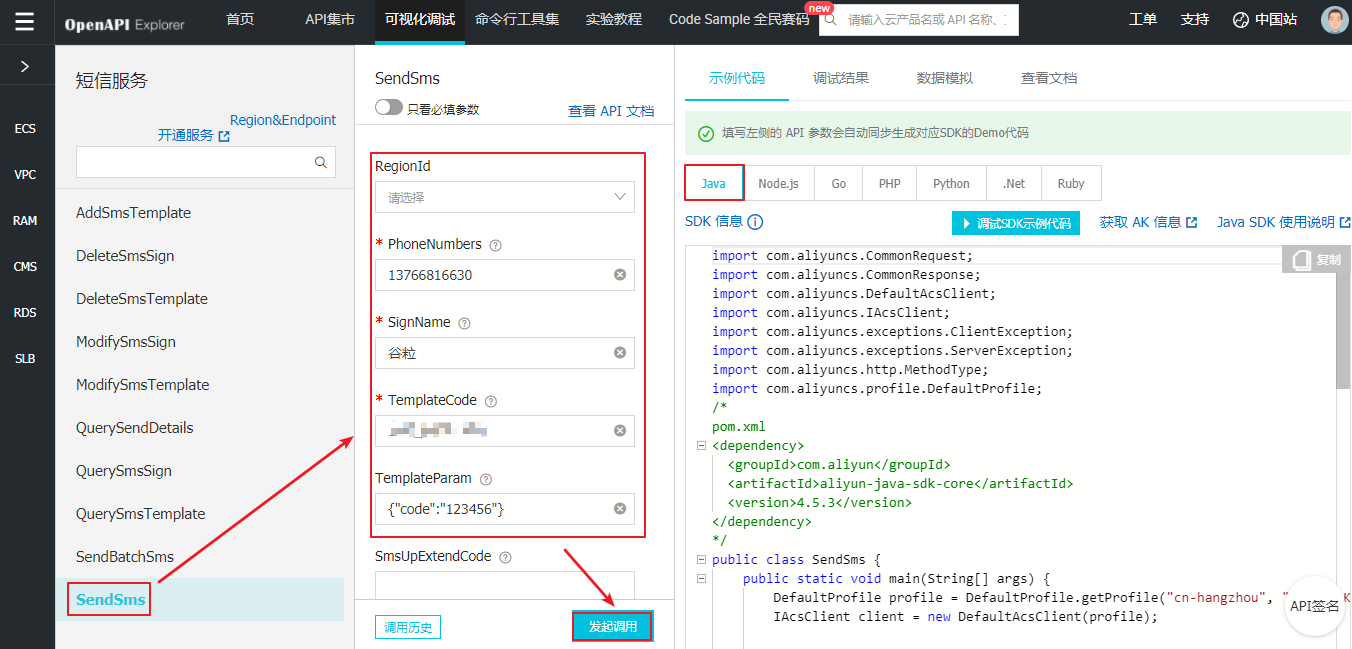 OpenAPI Explorer
首页
API集市
可视化调试
命令行工具集
实验教程
Code Sample 全民赛码
new
请输入云产品名或 API 名称、
工单
支持
中国站
ECS
VPC
RAM
CMS
RDS
SLB
短信服务
Region&Endpoint
开通服务
AddSmsTemplate
DeleteSmsSign
DeleteSmsTemplate
ModifySmsSign
ModifySmsTemplate
QuerySendDetails
QuerySmsSign
QuerySmsTemplate
SendBatchSms
SendSms
SendSms
只看必填参数
查看 API 文档
RegionId
请选择
* PhoneNumbers
13766816630
* SignName
谷粒
* TemplateCode
TemplateParam
{"code":"123456"}
SmsUpExtendCode
调用历史
发起调用
示例代码
调试结果
数据模拟
查看文档
填写左侧的 API 参数会自动同步生成对应SDK的Demo代码
Java
Node.js
Go
PHP
Python
.Net
Ruby
SDK 信息
调试SDK示例代码
获取 AK 信息
Java SDK 使用说明
复制
import com.aliyuncs.CommonRequest;
import com.aliyuncs.CommonResponse;
import com.aliyuncs.DefaultAcsClient;
import com.aliyuncs.IAcsClient;
import com.aliyuncs.exceptions.ClientException;
import com.aliyuncs.exceptions.ServerException;
import com.aliyuncs.http.MethodType;
import com.aliyuncs.profile.DefaultProfile;
/*
pom.xml
<dependency>
<groupId>com.aliyun</groupId>
<artifactId>aliyun-java-sdk-core</artifactId>
<version>4.5.3</version>
</dependency>
*/
public class SendSms {
public static void main(String[] args) {
DefaultProfile profile = DefaultProfile.getProfile("cn-hangzhou", "
IAcsClient client = new DefaultAcsClient(profile);
API签名